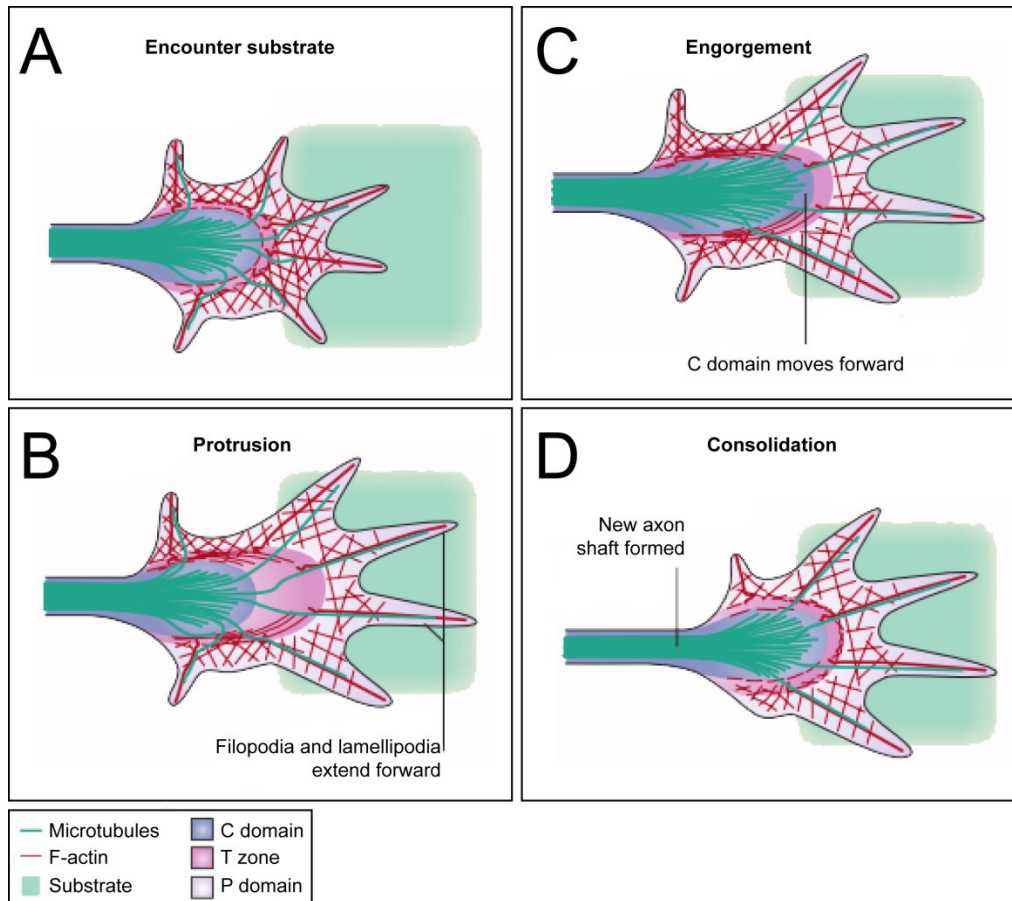 A
Encounter substrate
B
Protrusion
Filopodia and lamellipodia
extend forward
C
Engorgement
C domain moves forward
D
Consolidation
New axon
shaft formed
Microtubules
F-actin
Substrate
C domain
T zone
P domain